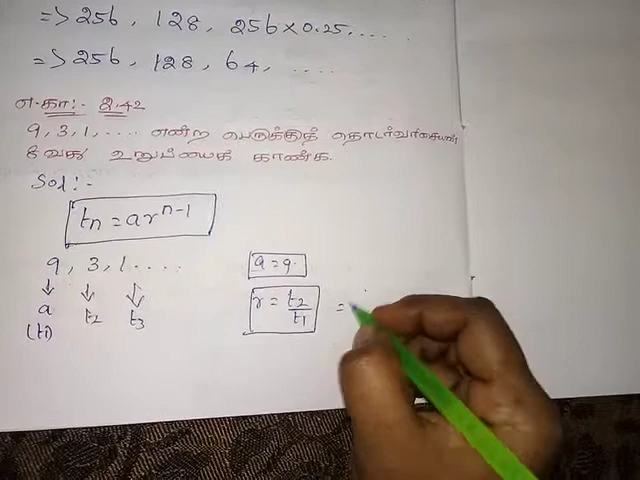 => 256, 128, 256×0.25, ....
=> 256, 128, 64, ....
எ.கா:- 2.42
9, 3, 1, .... என்ற பெருக்குத் தொடர்வரிசையின்
8 வது உறுப்பைக் காண்க.
Sol:-
tn = ar^n-1
9, 3, 1 .... a = 9.
↓ ↓ ↓
a t2 t3 r = t2/t1 =
(t1)